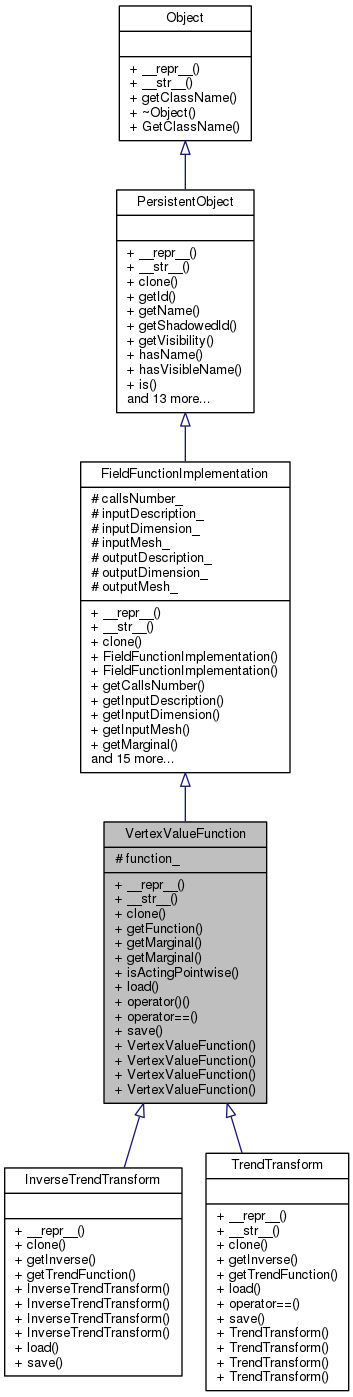 Object
+ __repr__()
+ __str__()
+ getClassName()
+ ~Object()
+ GetClassName()
PersistentObject
+ __repr__()
+ __str__()
+ clone()
+ getId()
+ getName()
+ getShadowedId()
+ getVisibility()
+ hasName()
+ hasVisibleName()
+ is()
and 13 more...
FieldFunctionImplementation
# callsNumber_
# inputDescription_
# inputDimension_
# inputMesh_
# outputDescription_
# outputDimension_
# outputMesh_
+ __repr__()
+ __str__()
+ clone()
+ FieldFunctionImplementation()
+ FieldFunctionImplementation()
+ getCallsNumber()
+ getInputDescription()
+ getInputDimension()
+ getInputMesh()
+ getMarginal()
and 15 more...
VertexValueFunction
# function_
+ __repr__()
+ __str__()
+ clone()
+ getFunction()
+ getMarginal()
+ getMarginal()
+ isActingPointwise()
+ load()
+ operator()()
+ operator==()
+ save()
+ VertexValueFunction()
+ VertexValueFunction()
+ VertexValueFunction()
+ VertexValueFunction()
InverseTrendTransform
+ __repr__()
+ clone()
+ getInverse()
+ getTrendFunction()
+ InverseTrendTransform()
+ InverseTrendTransform()
+ InverseTrendTransform()
+ InverseTrendTransform()
+ load()
+ save()
TrendTransform
+ __repr__()
+ __str__()
+ clone()
+ getInverse()
+ getTrendFunction()
+ load()
+ operator==()
+ save()
+ TrendTransform()
+ TrendTransform()
+ TrendTransform()
+ TrendTransform()